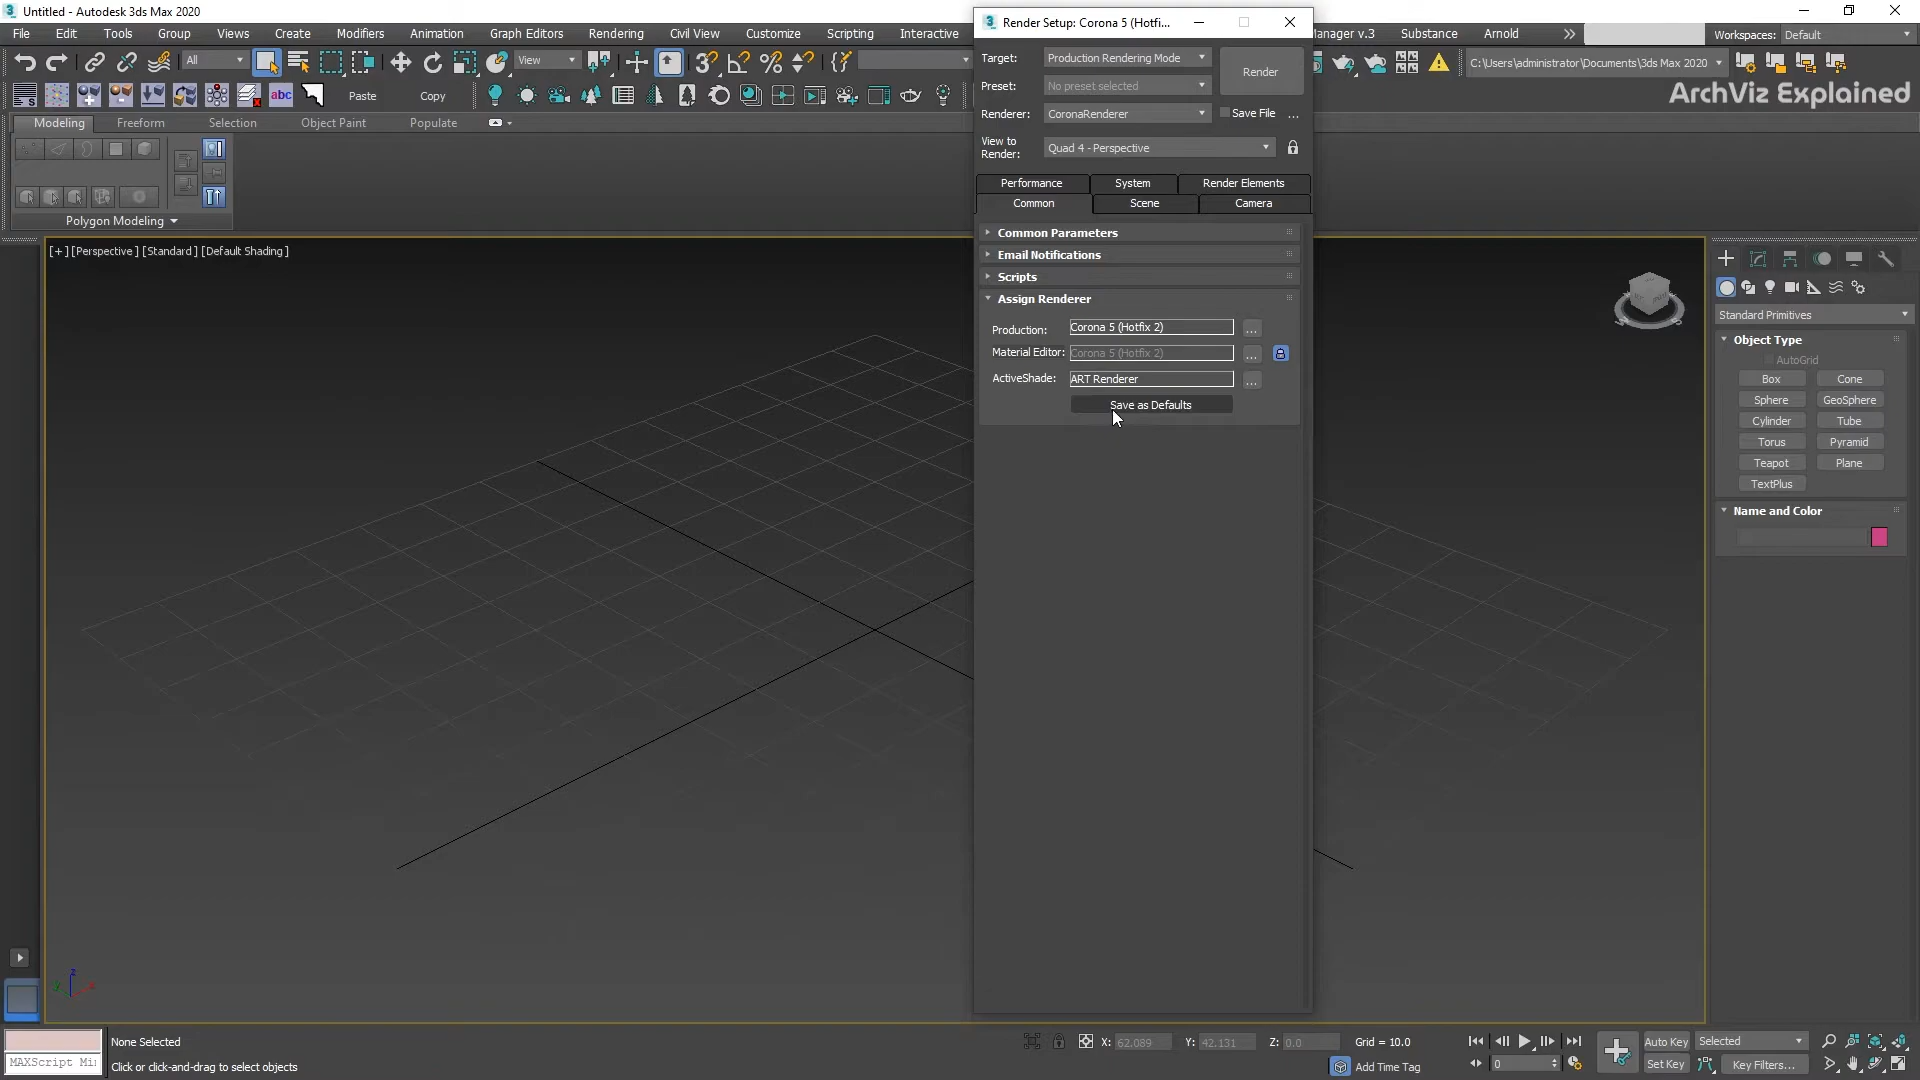 Untitled - Autodesk 3ds Max 2020
Render Setup: Corona 5 (Hotfi...
File Edit Tools Group Views Create Modifiers Animation Graph Editors Rendering Civil View Customize Scripting Interactive
Manager v.3 Substance Arnold
Workspaces: Default
All
View
C:\Users\administrator\Documents\3ds Max 2020
abc
Paste
Copy
ArchViz Explained
Modeling Freeform Selection Object Paint Populate
Polygon Modeling
[+] [Perspective] [Standard] [Default Shading]
Target: Production Rendering Mode
Render
Preset: No preset selected
Renderer: CoronaRenderer
Save File ...
View to
Render:
Quad 4 - Perspective
Performance System Render Elements
Common Scene Camera
Common Parameters
Email Notifications
Scripts
Assign Renderer
Production: Corona 5 (Hotfix 2) ...
Material Editor: Corona 5 (Hotfix 2) ...
ActiveShade: ART Renderer ...
Save as Defaults
Standard Primitives
Object Type
AutoGrid
Box Cone
Sphere GeoSphere
Cylinder Tube
Torus Pyramid
Teapot Plane
TextPlus
Name and Color
z
None Selected
MAXScript Mi
Click or click-and-drag to select objects
X: 62.089 Y: 42.131 Z: 0.0 Grid = 10.0
Add Time Tag
0
Auto Key Selected
Set Key Key Filters...